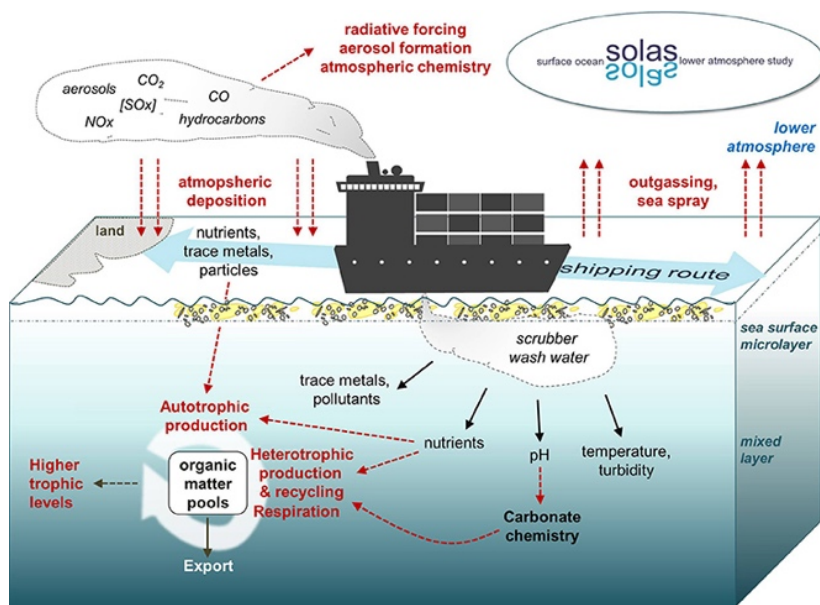 radiative forcing
aerosol formation
atmospheric chemistry
surface ocean solas lower atmosphere study
solas
aerosols CO2
[SOx] CO
NOx hydrocarbons
lower
atmosphere
atmopsheric
deposition
outgassing,
sea spray
land
nutrients,
trace metals,
particles
shipping route
sea surface
microlayer
scrubber
wash water
trace metals,
pollutants
nutrients
pH
temperature,
turbidity
mixed
layer
Autotrophic
production
Heterotrophic
production
& recycling
Respiration
Higher
trophic
levels
organic
matter
pools
Carbonate
chemistry
Export